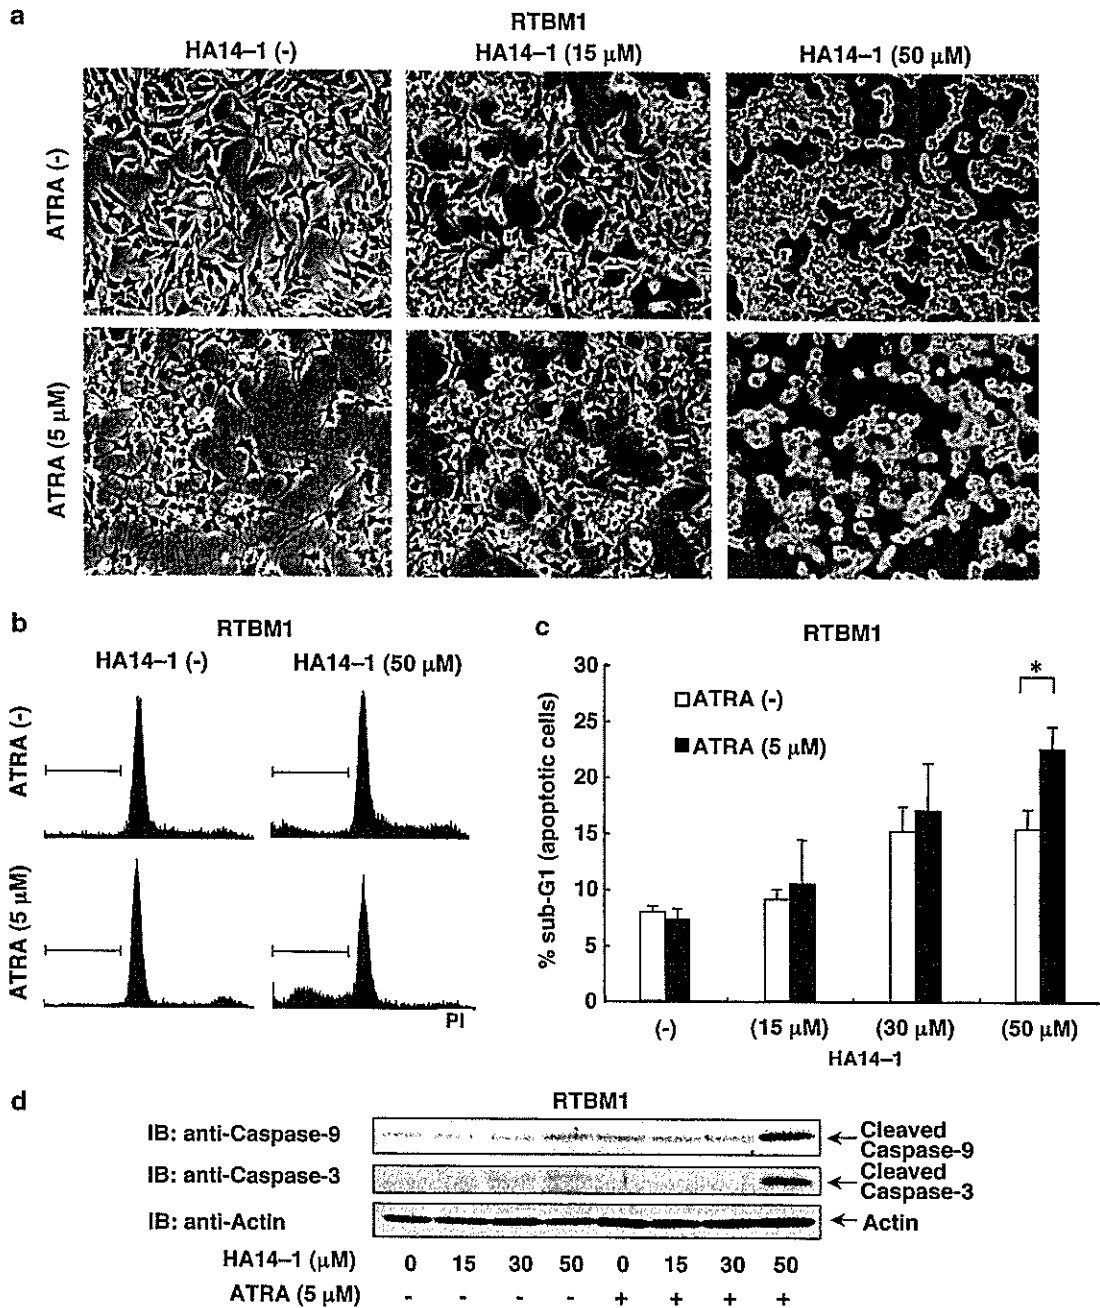 a
RTBM1
HA14–1 (-)
HA14–1 (15 µM)
HA14–1 (50 µM)
ATRA (-)
ATRA (5 µM)
b
RTBM1
HA14–1 (-)
HA14–1 (50 µM)
ATRA (-)
ATRA (5 µM)
PI
c
RTBM1
% sub-G1 (apoptotic cells)
30
25
20
15
10
5
0
ATRA (-)
ATRA (5 µM)
*
(-)
(15 µM)
(30 µM)
(50 µM)
HA14–1
d
RTBM1
IB: anti-Caspase-9
Cleaved
Caspase-9
IB: anti-Caspase-3
Cleaved
Caspase-3
IB: anti-Actin
Actin
HA14–1 (µM) 0 15 30 50 0 15 30 50
ATRA (5 µM) - - - - + + + +